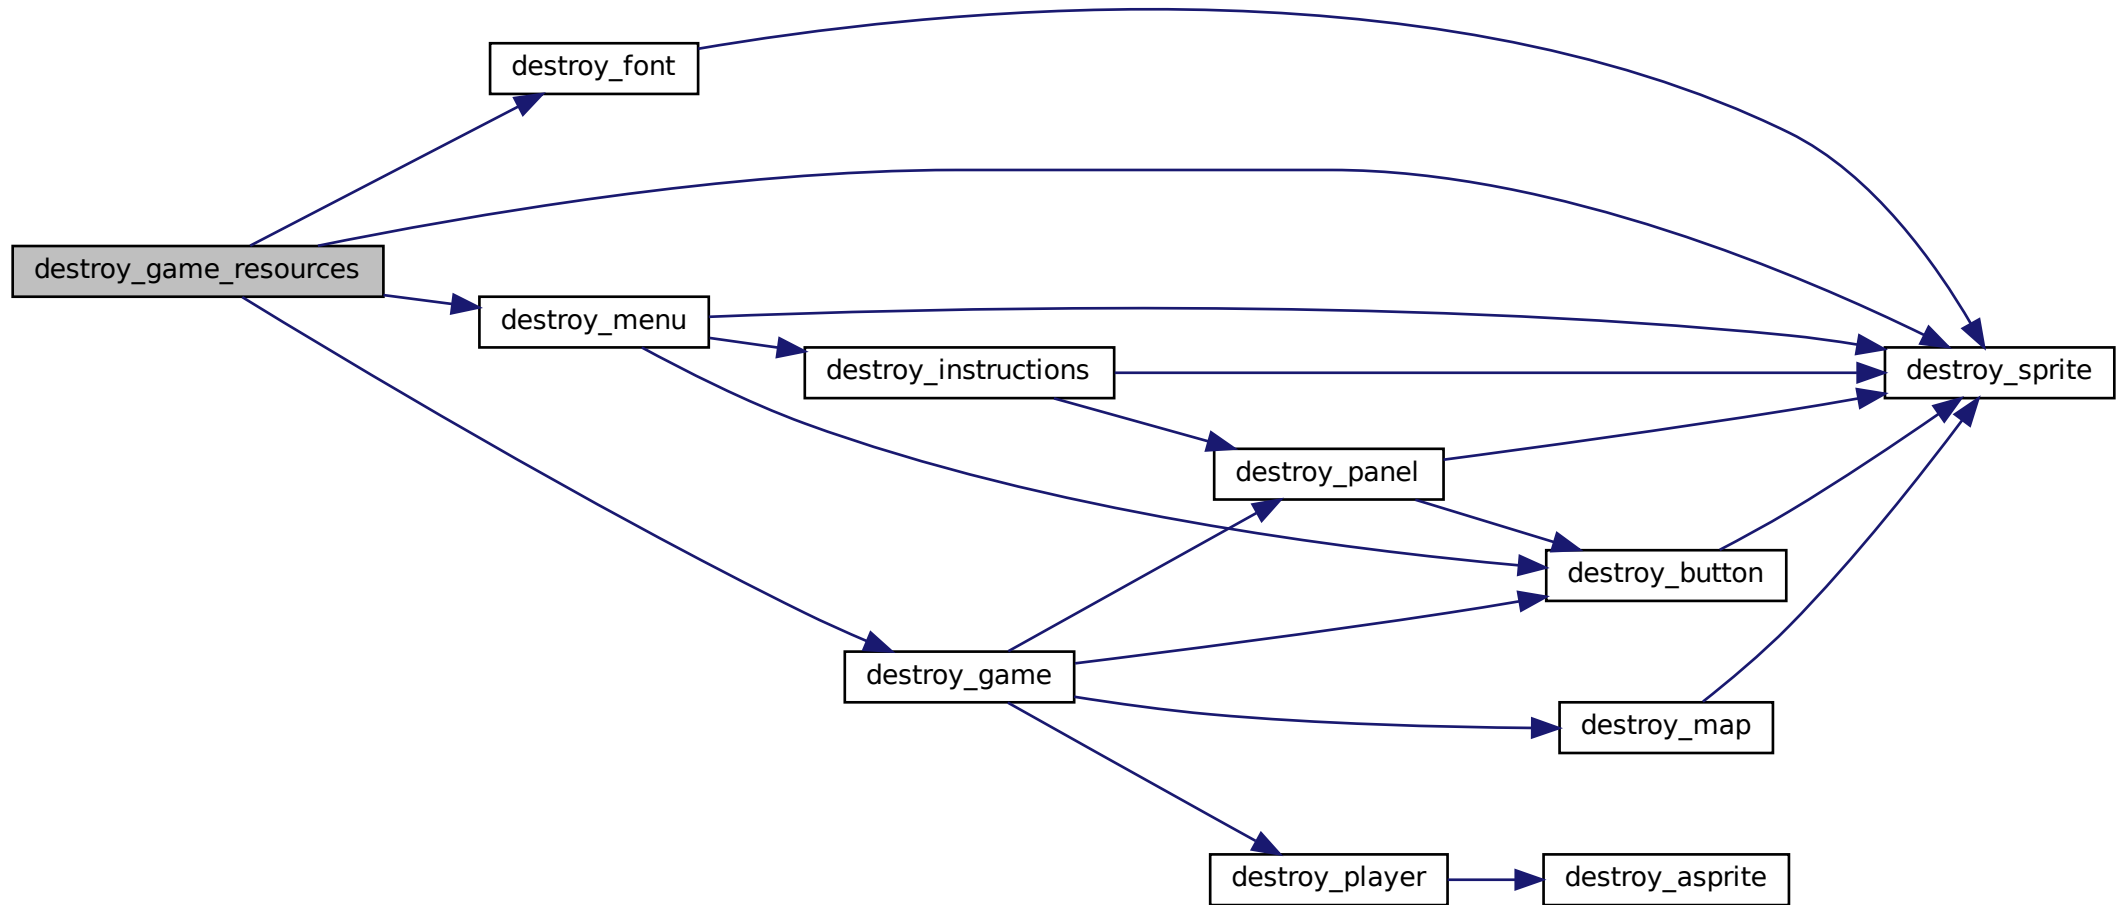 destroy_font
destroy_game_resources
destroy_menu
destroy_instructions
destroy_sprite
destroy_panel
destroy_button
destroy_game
destroy_map
destroy_player
destroy_asprite